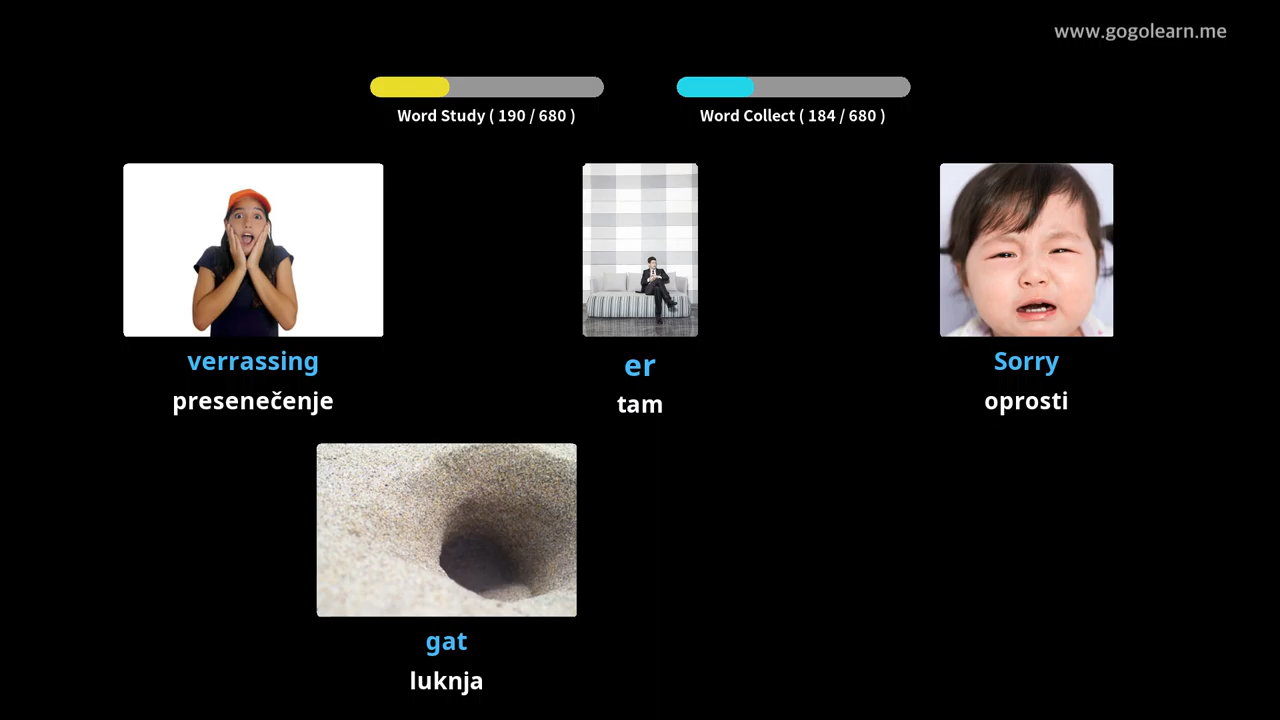 www.gogolearn.me
Word Study ( 190 / 680 )
Word Collect ( 184 / 680 )
verrassing
presenečenje
er
tam
Sorry
oprosti
gat
luknja